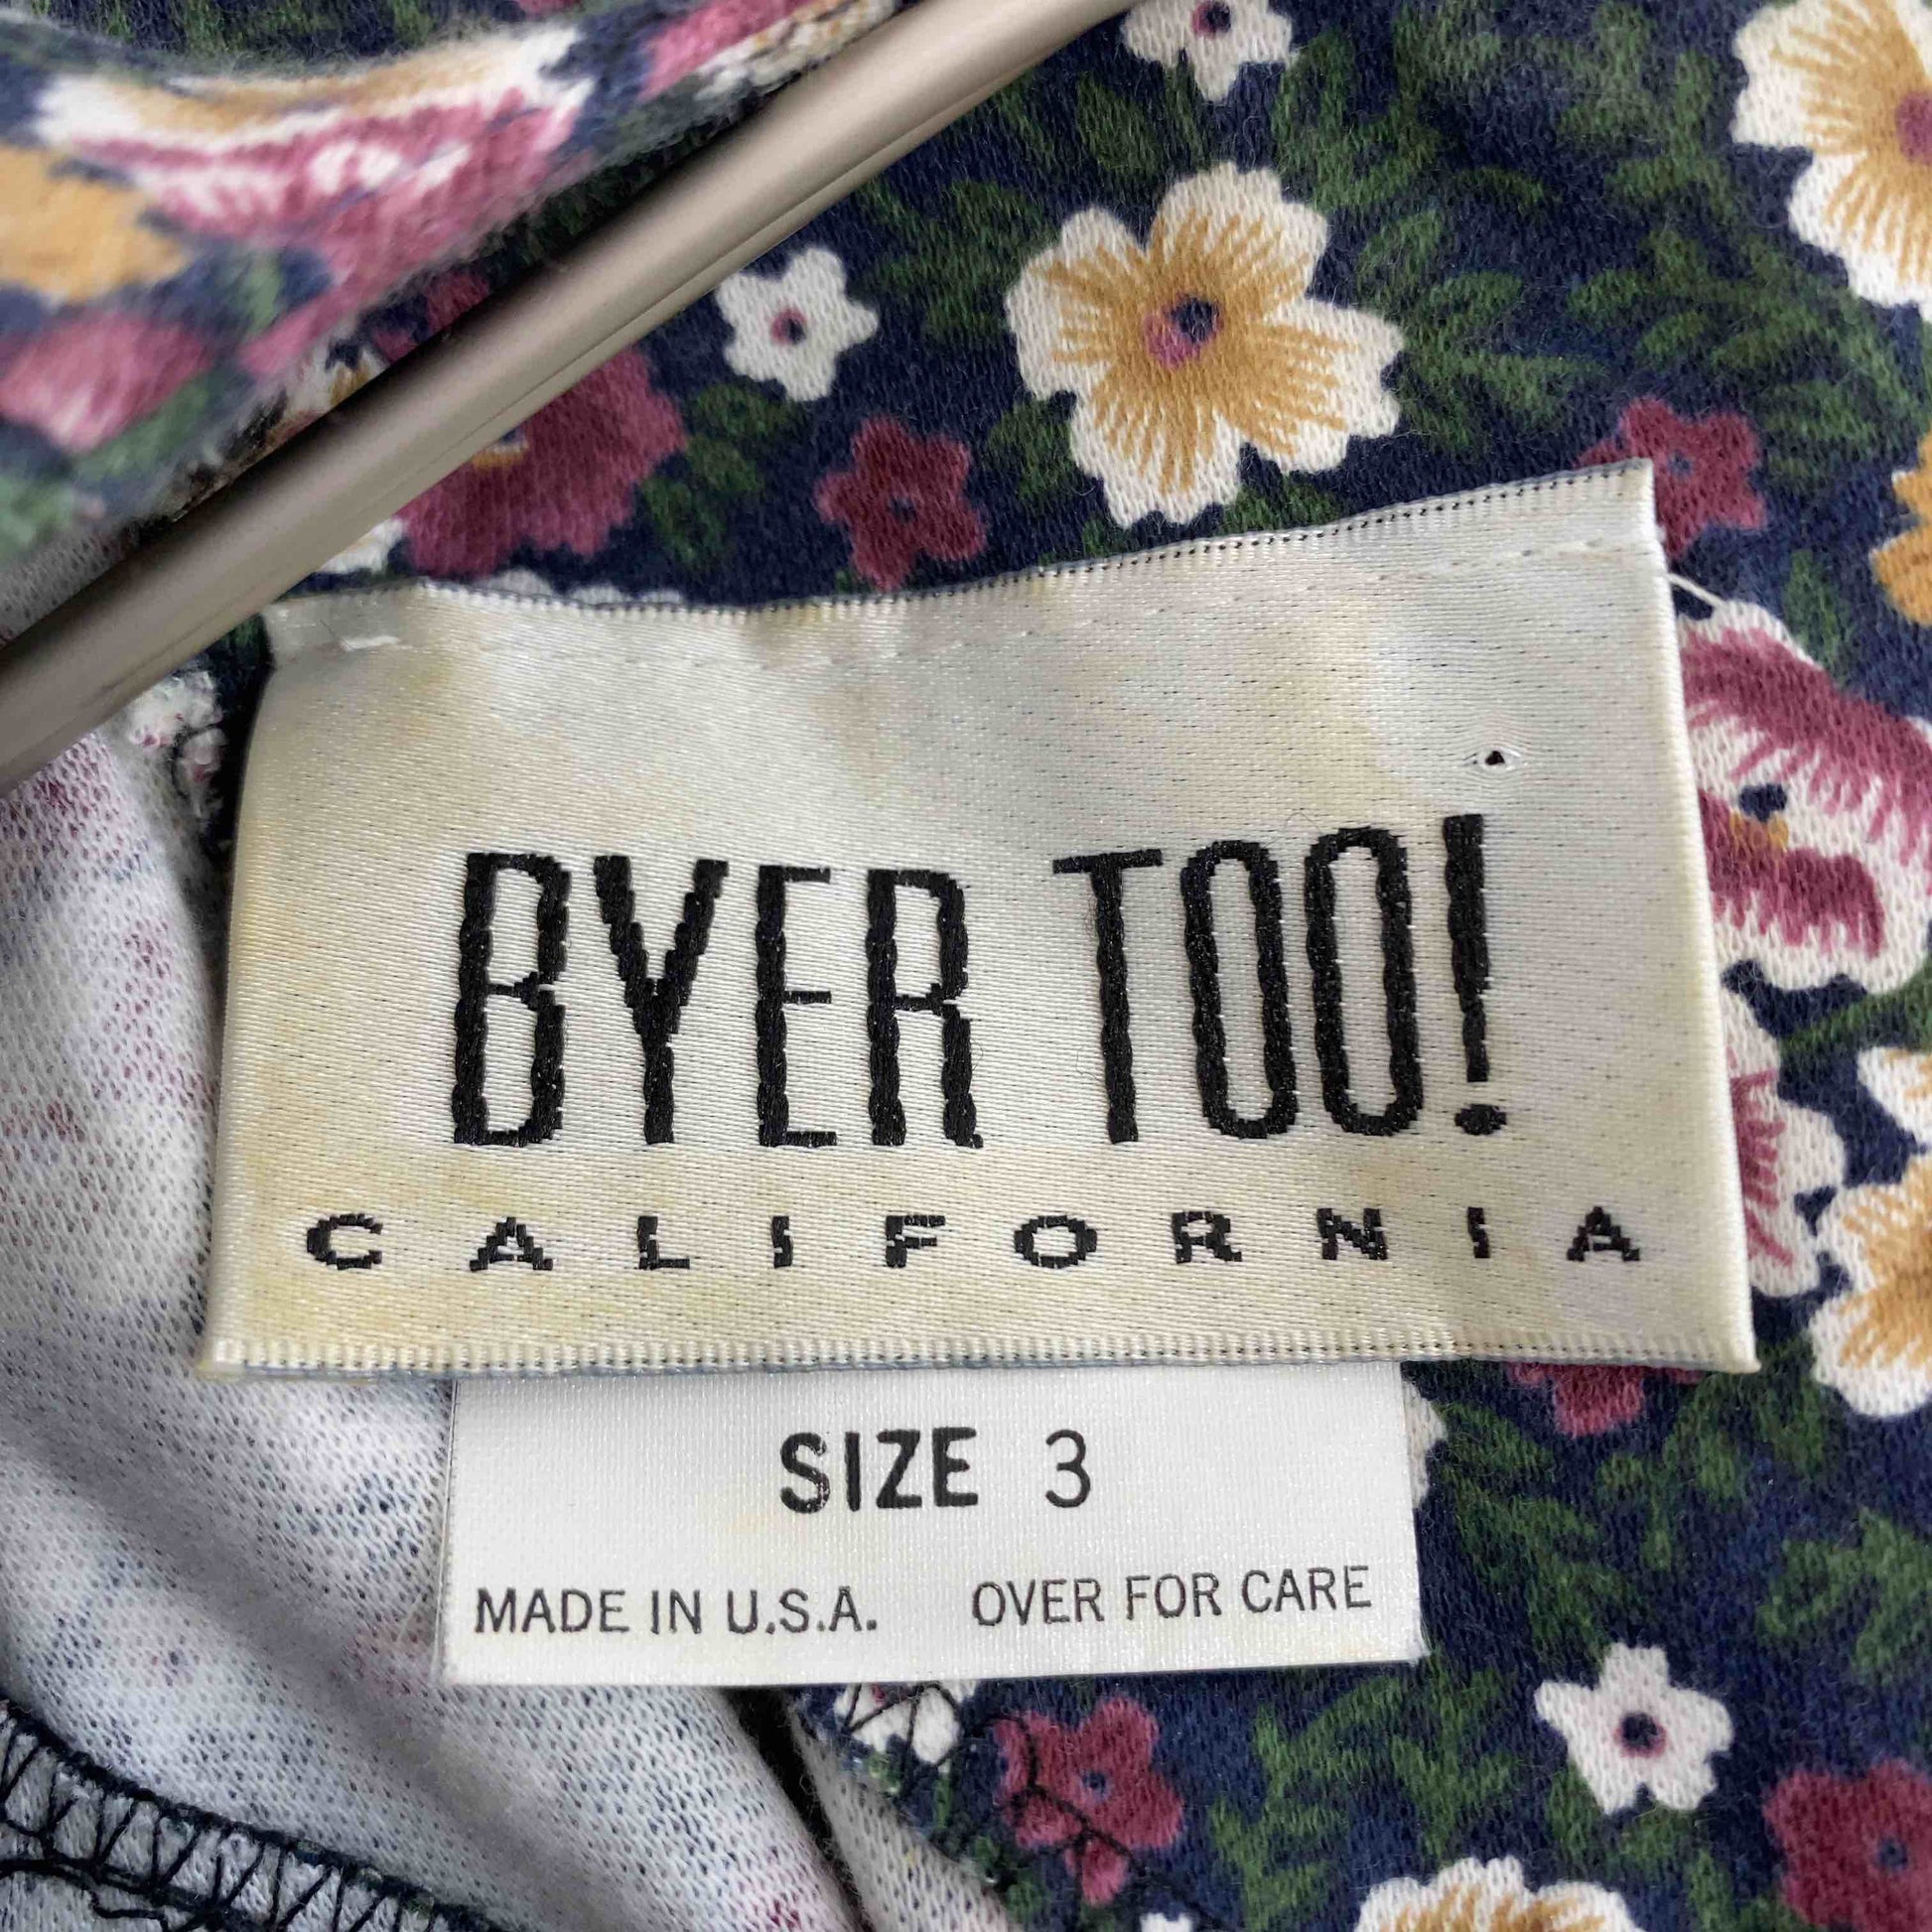 BYER TOO!
CALIFORNIA
SIZE 3
MADE IN U.S.A. OVER FOR CARE